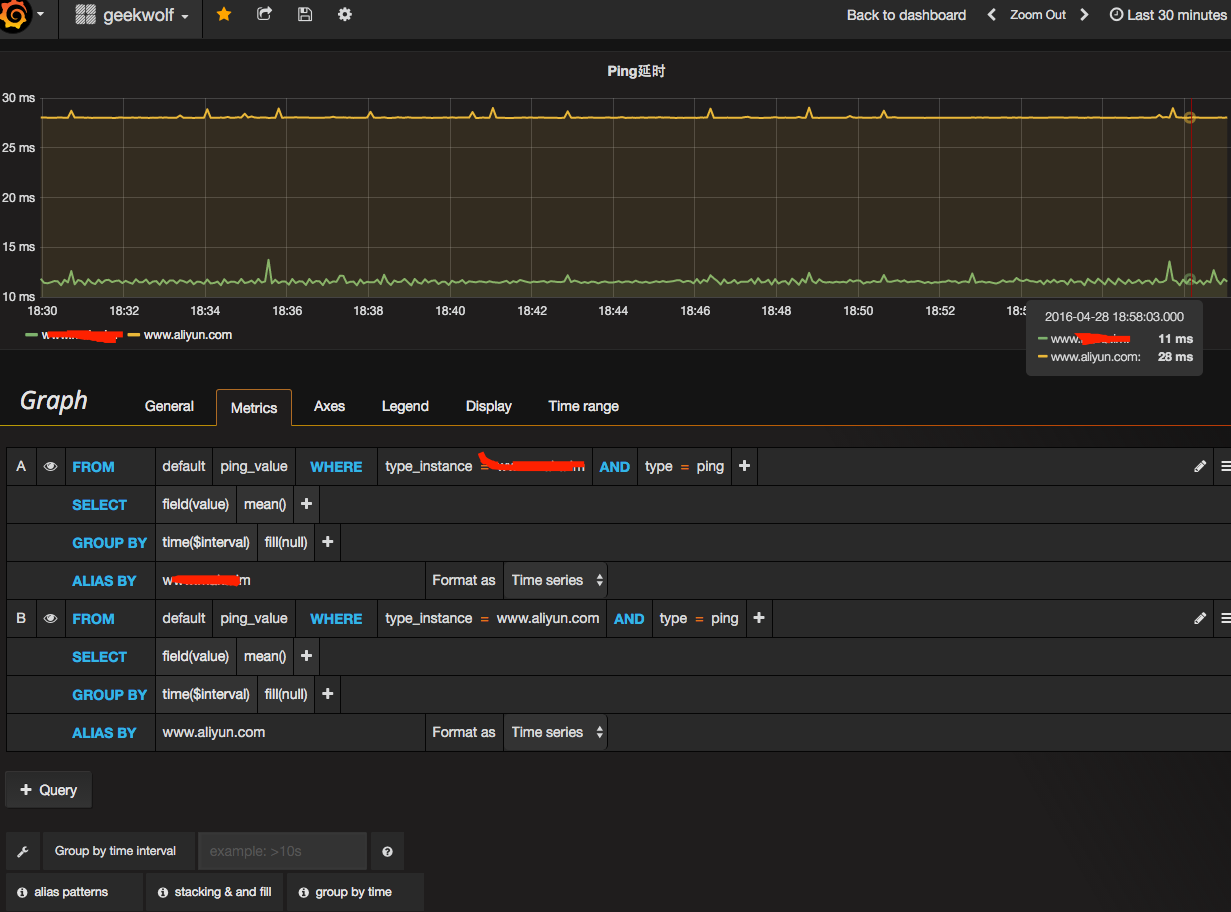 geekwolf
Back to dashboard Zoom Out Last 30 minutes
Ping延时
30 ms
25 ms
20 ms
15 ms
10 ms
18:30 18:32 18:34 18:36 18:38 18:40 18:42 18:44 18:46 18:48 18:50 18:52
www.aliyun.com
2016-04-28 18:58:03.000
www. 11 ms
www.aliyun.com: 28 ms
Graph General Metrics Axes Legend Display Time range
A FROM default ping_value WHERE type_instance = AND type = ping +
SELECT field(value) mean() +
GROUP BY time($interval) fill(null) +
ALIAS BY Format as Time series
B FROM default ping_value WHERE type_instance = www.aliyun.com AND type = ping +
SELECT field(value) mean() +
GROUP BY time($interval) fill(null) +
ALIAS BY www.aliyun.com Format as Time series
+ Query
Group by time interval example: >10s
alias patterns stacking & and fill group by time